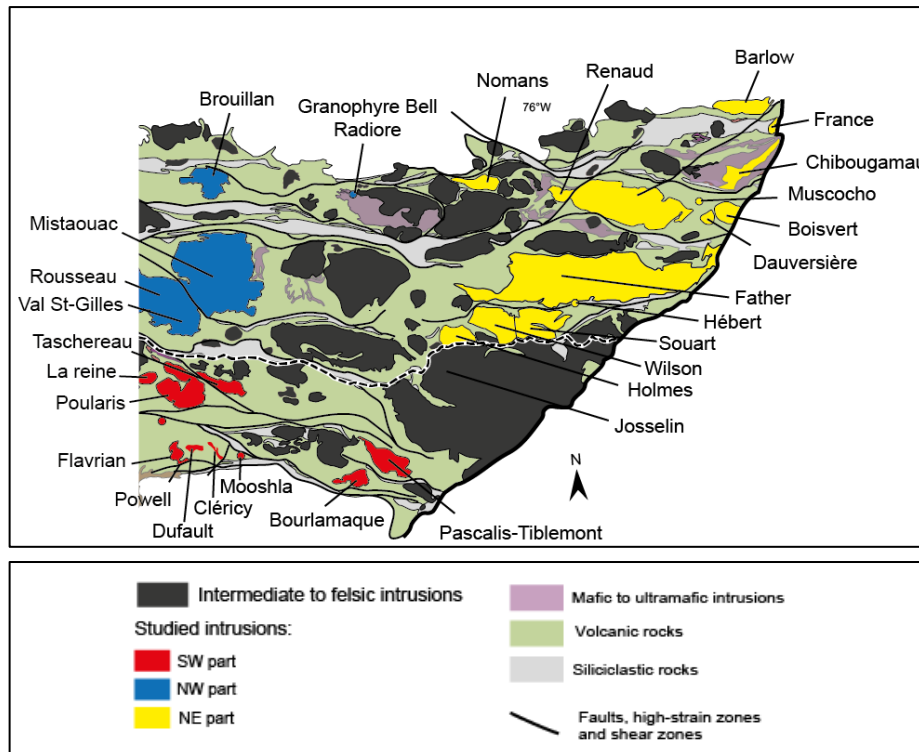 Barlow
Renaud
Nomans
Brouillan
Granophyre Bell
Radiore
76°W
France
Chibougamau
Muscocho
Mistaouac
Boisvert
Dauversière
Rousseau
Father
Val St-Gilles
Hébert
Taschereau
Souart
La reine
Wilson
Holmes
Poularis
Josselin
Flavrian
N
Mooshla
Powell
Cléricy
Bourlamaque
Dufault
Pascalis-Tiblemont
Intermediate to felsic intrusions
Studied intrusions:
SW part
NW part
NE part
Mafic to ultramafic intrusions
Volcanic rocks
Siliciclastic rocks
Faults, high-strain zones
and shear zones